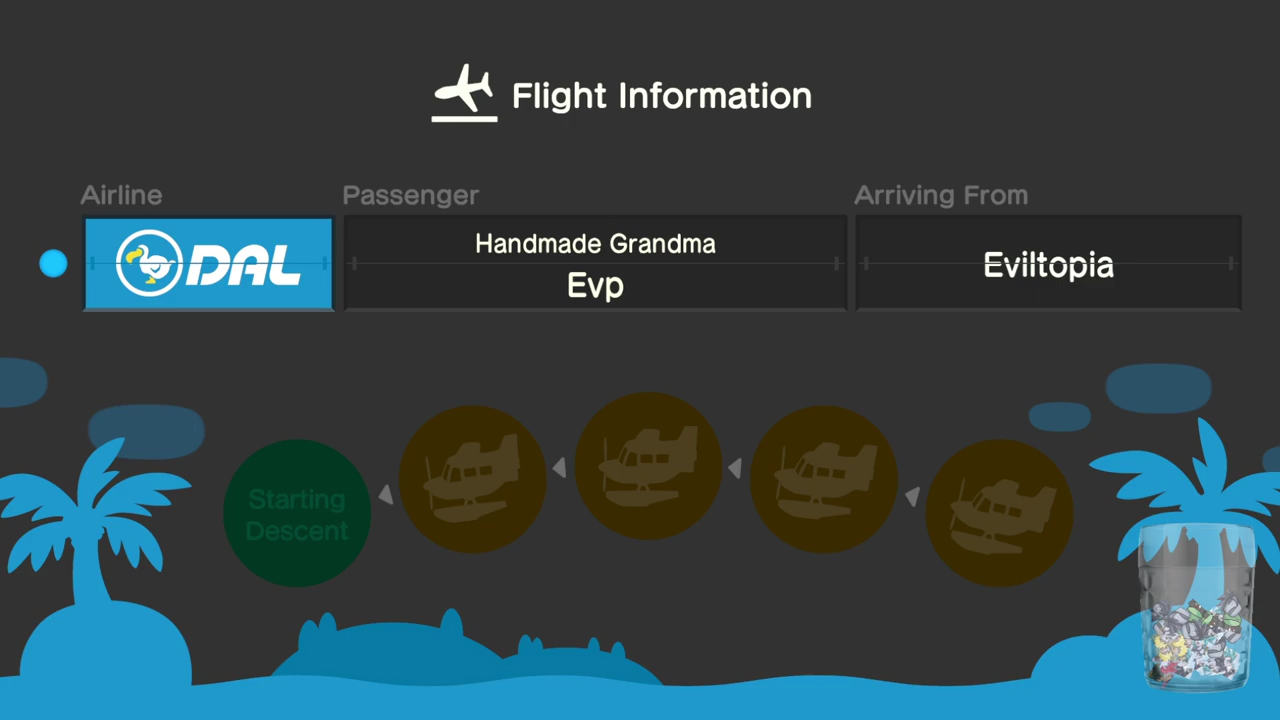 Flight Information
Airline
Passenger
Arriving From
DAL
Handmade Grandma
Evp
Eviltopia
Starting
Descent